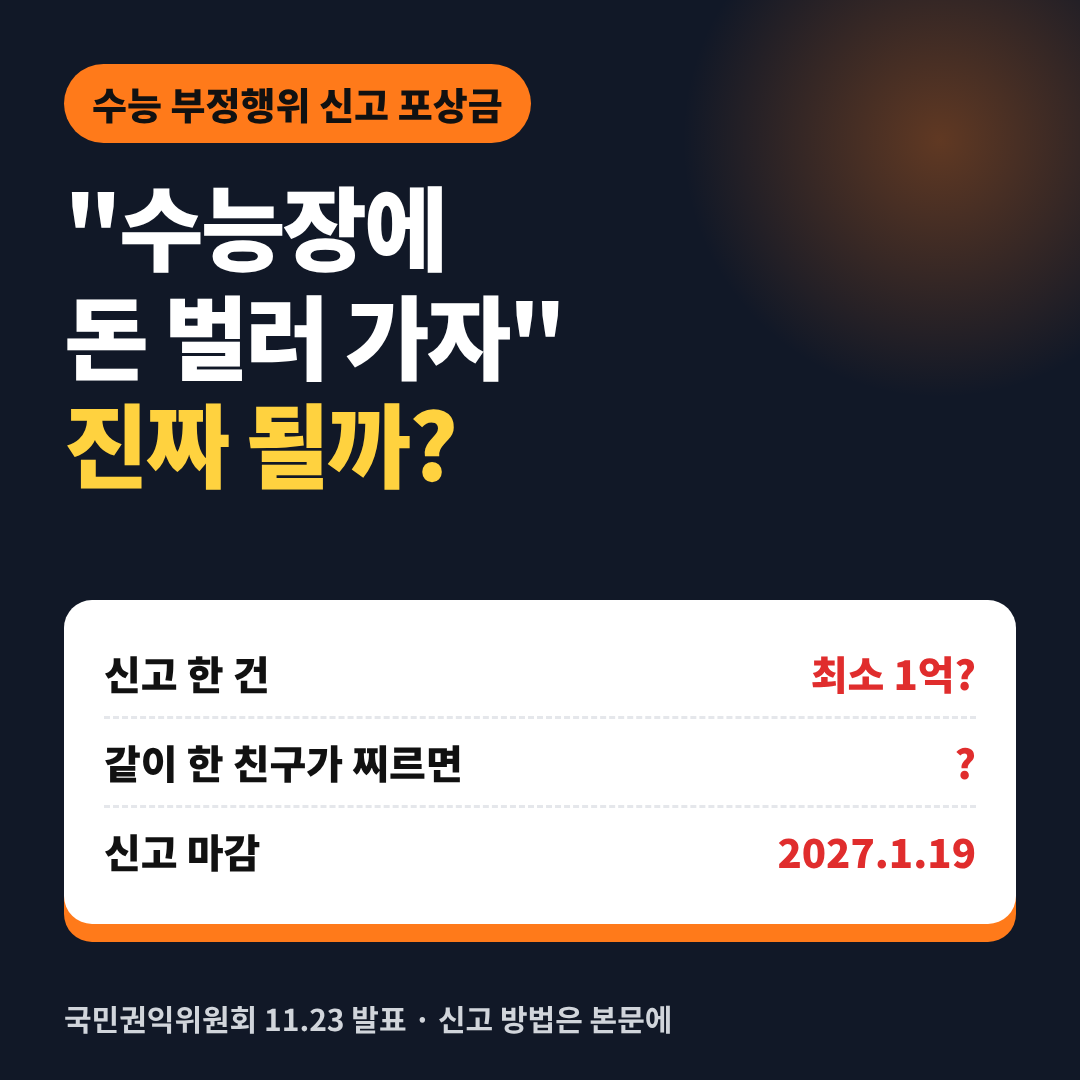 수능 부정행위 신고 포상금
"수능장에
돈 벌러 가자"
진짜 될까?
신고 한 건 최소 1억?
같이 한 친구가 찌르면 ?
신고 마감 2027.1.19
국민권익위원회 11.23 발표 · 신고 방법은 본문에